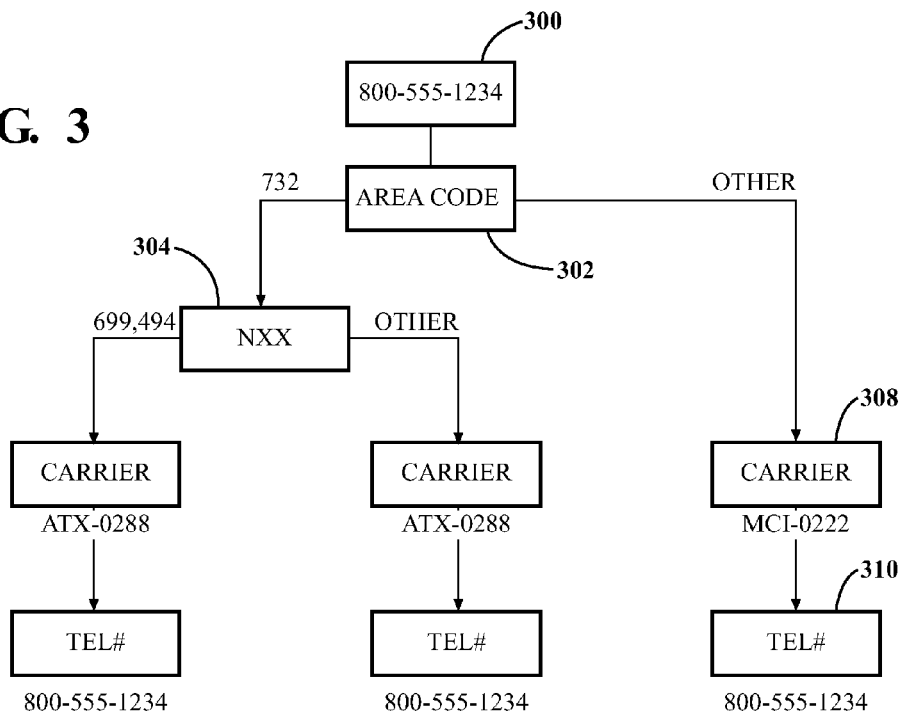 300
800-555-1234
G. 3
732
AREA CODE
OTHER
304
302
699,494
NXX
OTHER
308
CARRIER
CARRIER
CARRIER
ATX-0288
ATX-0288
MCI-0222
310
TEL#
TEL#
TEL#
800-555-1234
800-555-1234
800-555-1234